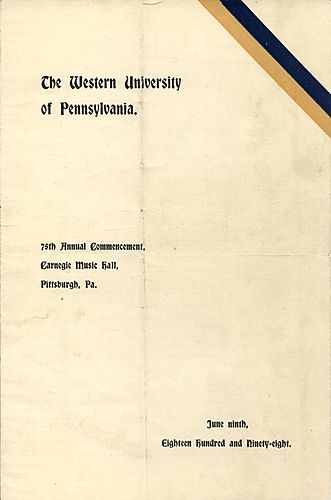 The Western University
of Pennsylvania.
75th Annual Commencement,
Carnegie Music Hall,
Pittsburgh, Pa.
June ninth,
Eighteen Hundred and Ninety-eight.